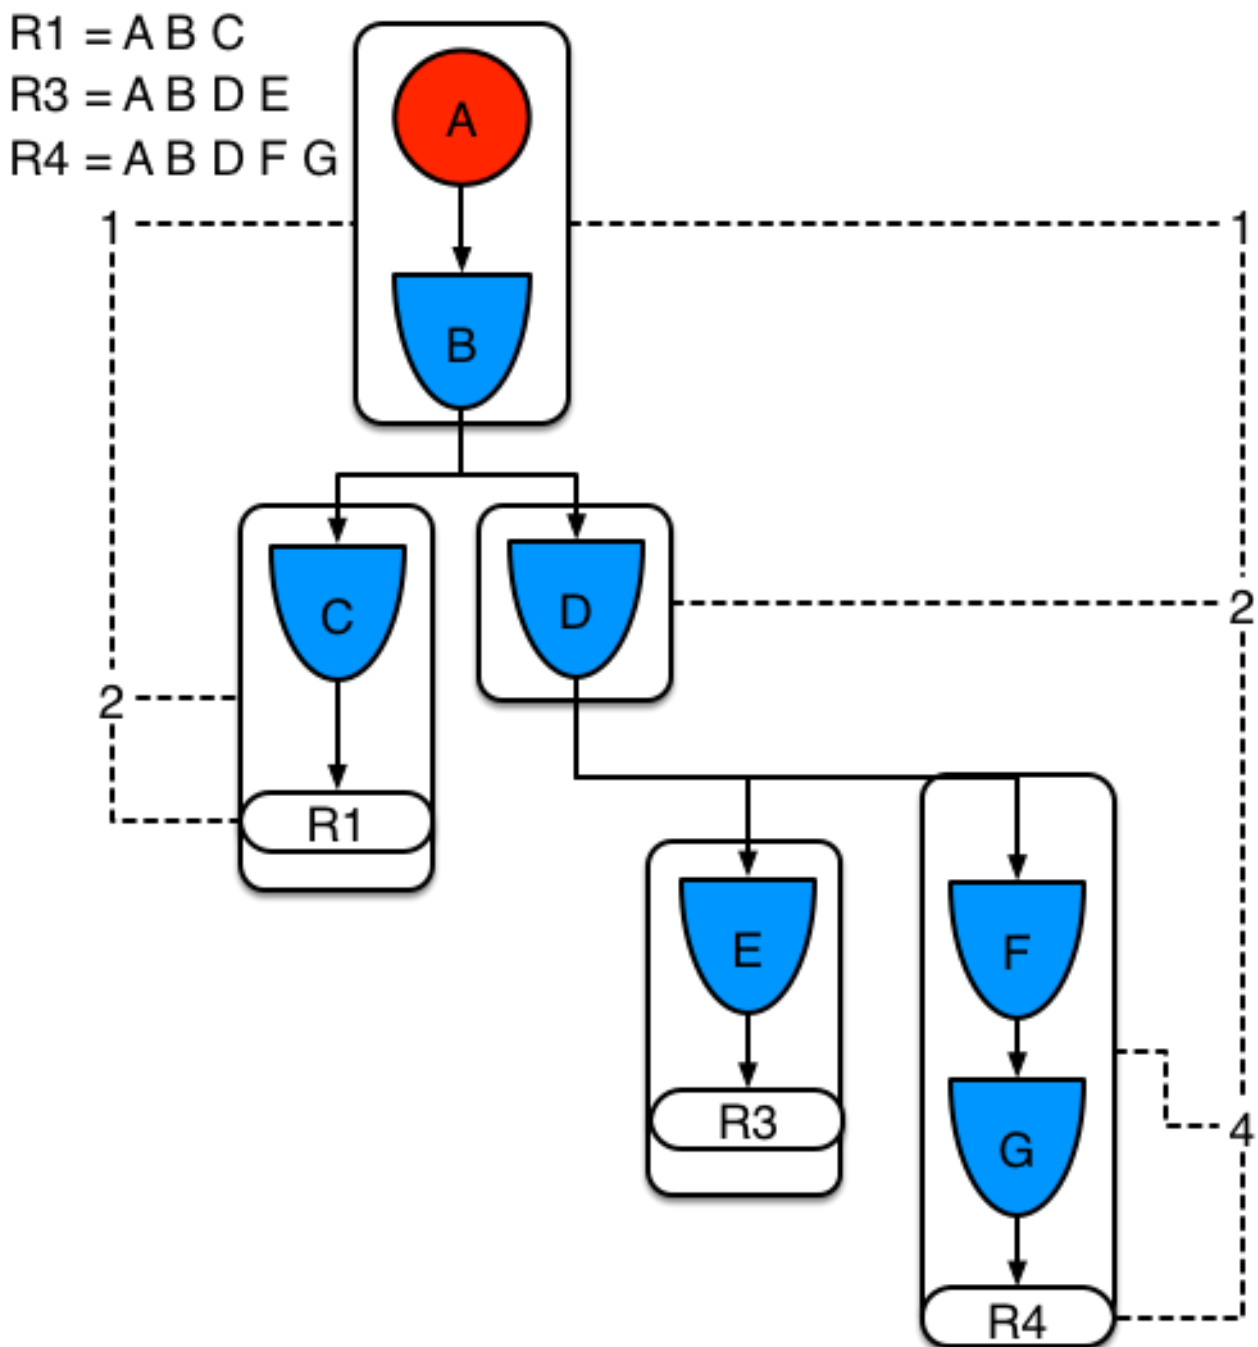 R1 = A B C
R3 = A B D E
R4 = A B D F G
A
1
1
B
C
D
2
2
R1
E
F
R3
4
G
R4